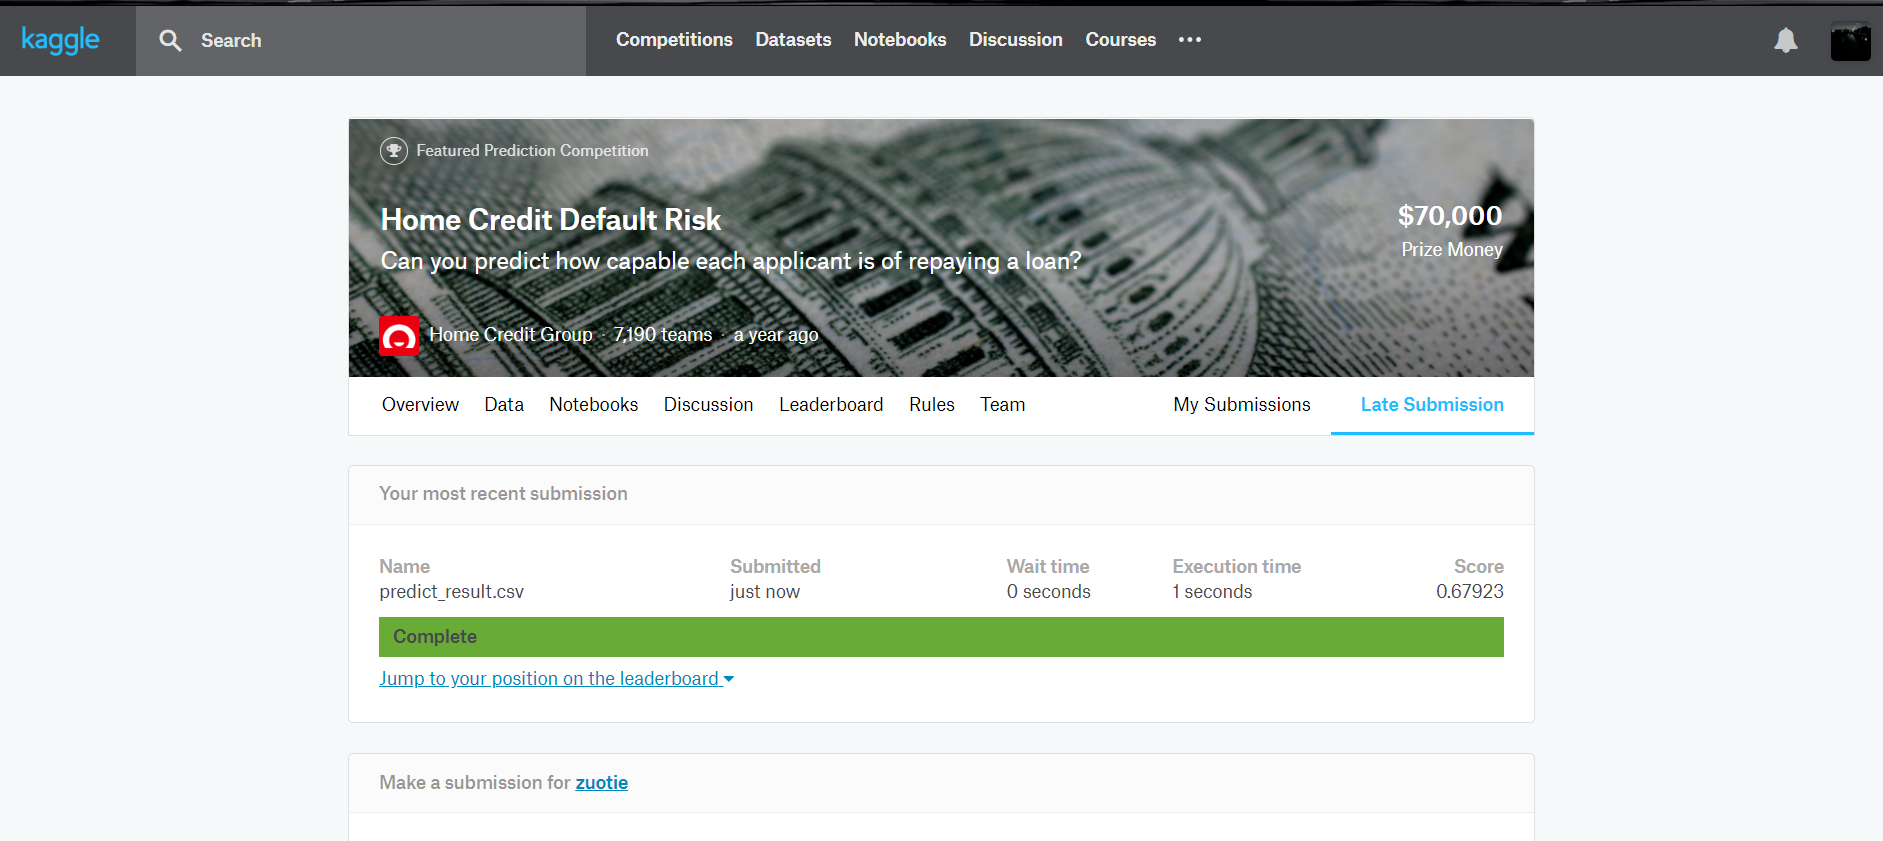 kaggle
Search
Competitions Datasets Notebooks Discussion Courses •••
Featured Prediction Competition
Home Credit Default Risk
Can you predict how capable each applicant is of repaying a loan?
$70,000
Prize Money
Home Credit Group · 7,190 teams · a year ago
Overview Data Notebooks Discussion Leaderboard Rules Team My Submissions Late Submission
Your most recent submission
Name Submitted Wait time Execution time Score
predict_result.csv just now 0 seconds 1 seconds 0.67923
Complete
Jump to your position on the leaderboard
Make a submission for zuotie